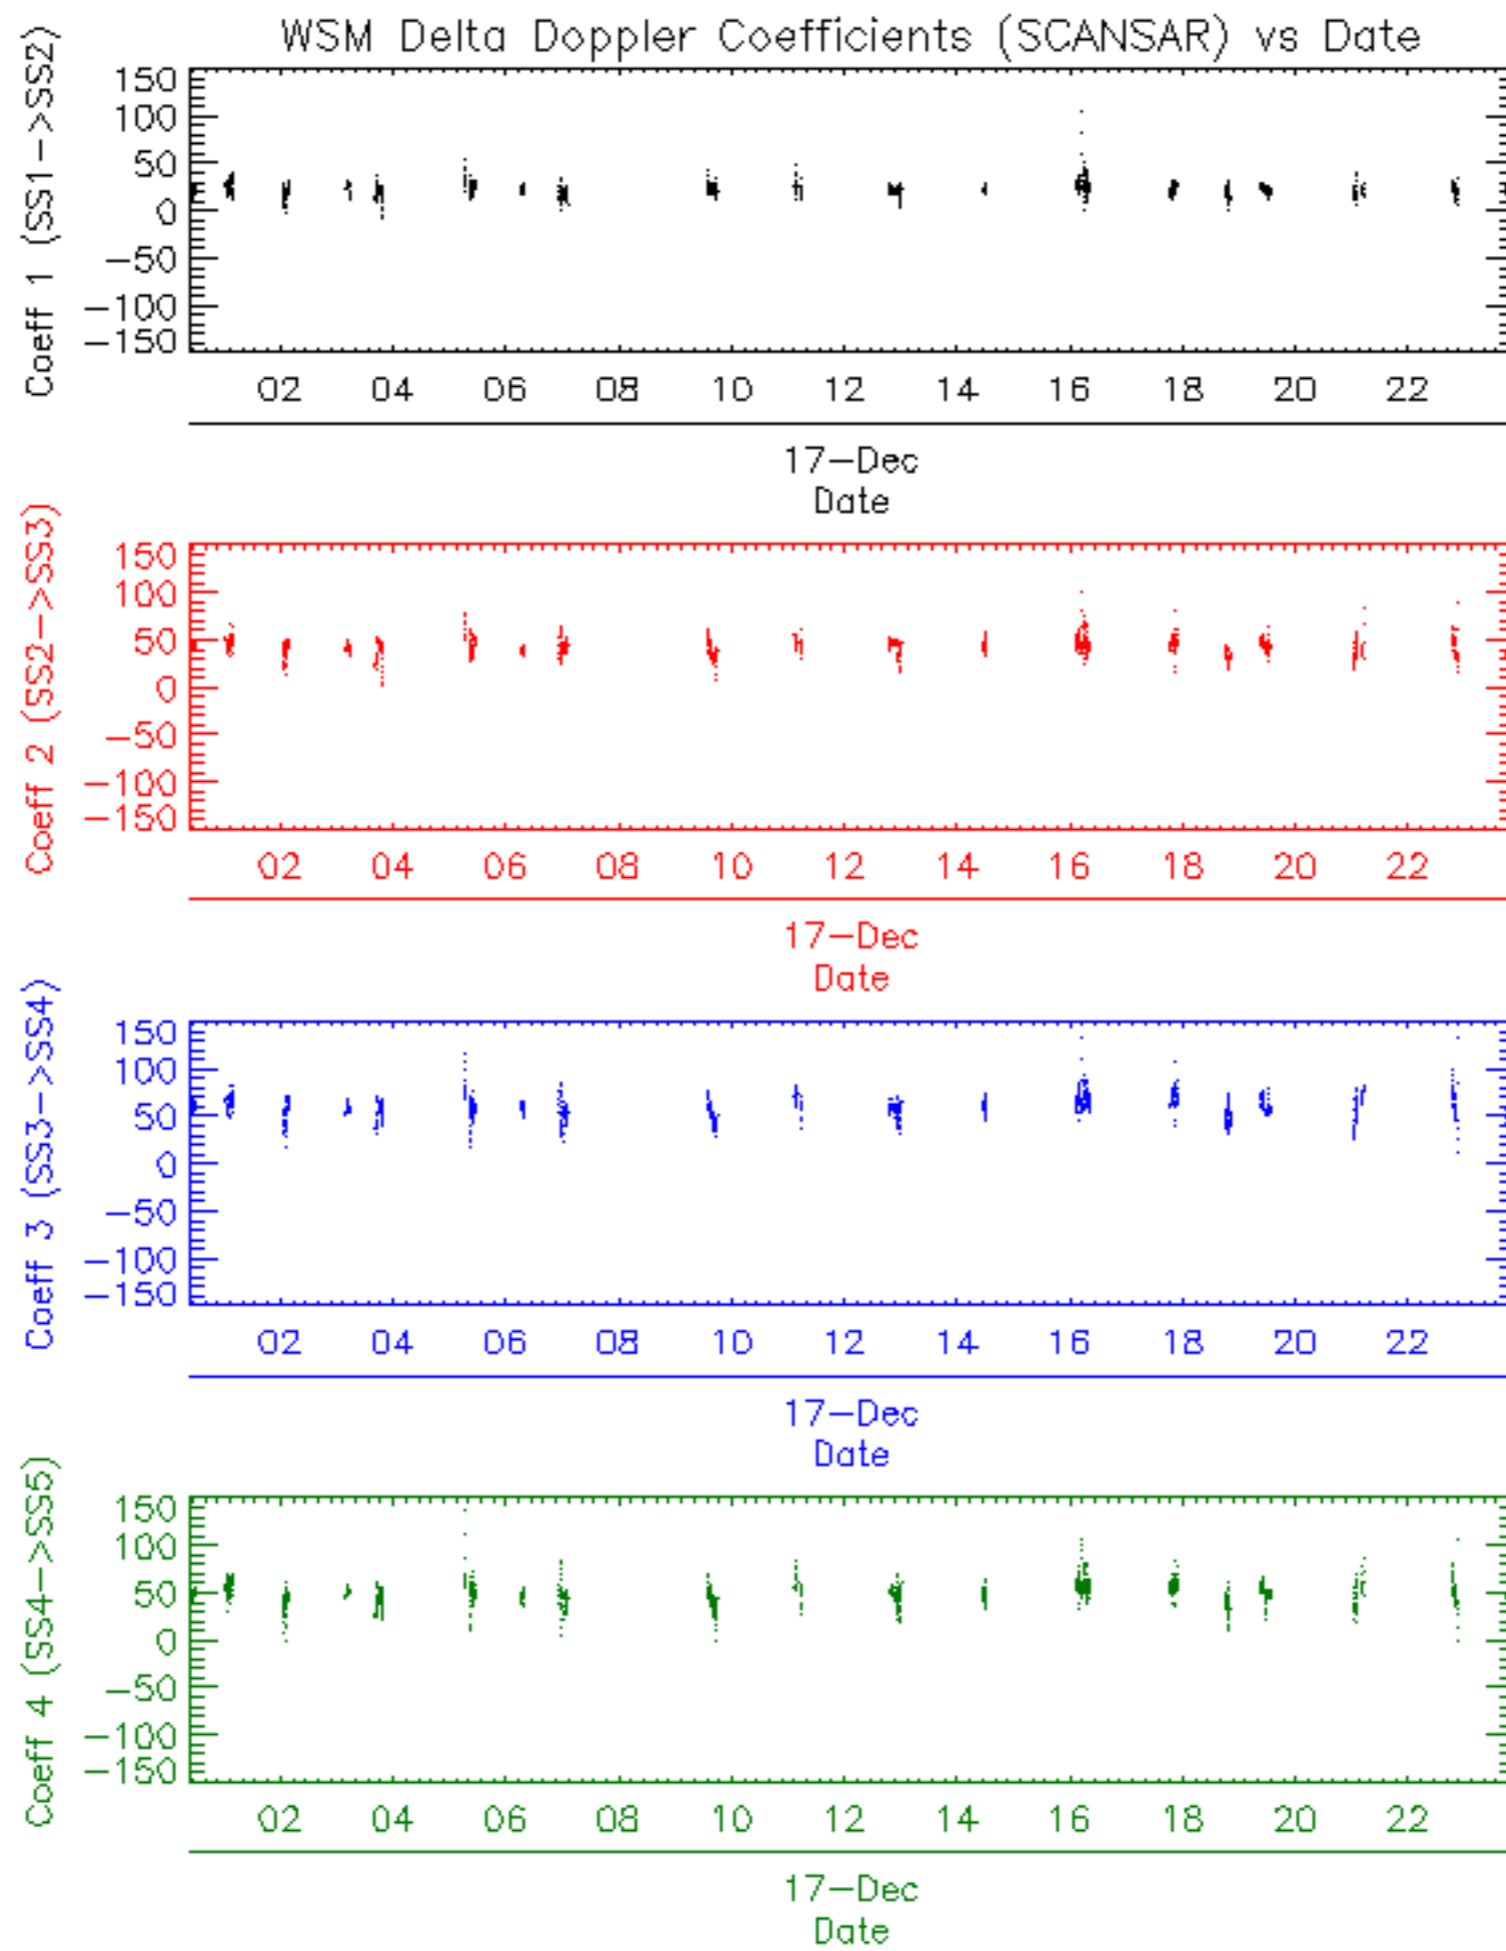 WSM Delta Doppler Coefficients (SCANSAR) vs Date
Coeff 1 (SS1->SS2)
150
100
50
0
-50
-100
-150
02 04 06 08 10 12 14 16 18 20 22
17-Dec
Date
Coeff 2 (SS2->SS3)
150
100
50
0
-50
-100
-150
02 04 06 08 10 12 14 16 18 20 22
17-Dec
Date
Coeff 3 (SS3->SS4)
150
100
50
0
-50
-100
-150
02 04 06 08 10 12 14 16 18 20 22
17-Dec
Date
Coeff 4 (SS4->SS5)
150
100
50
0
-50
-100
-150
02 04 06 08 10 12 14 16 18 20 22
17-Dec
Date